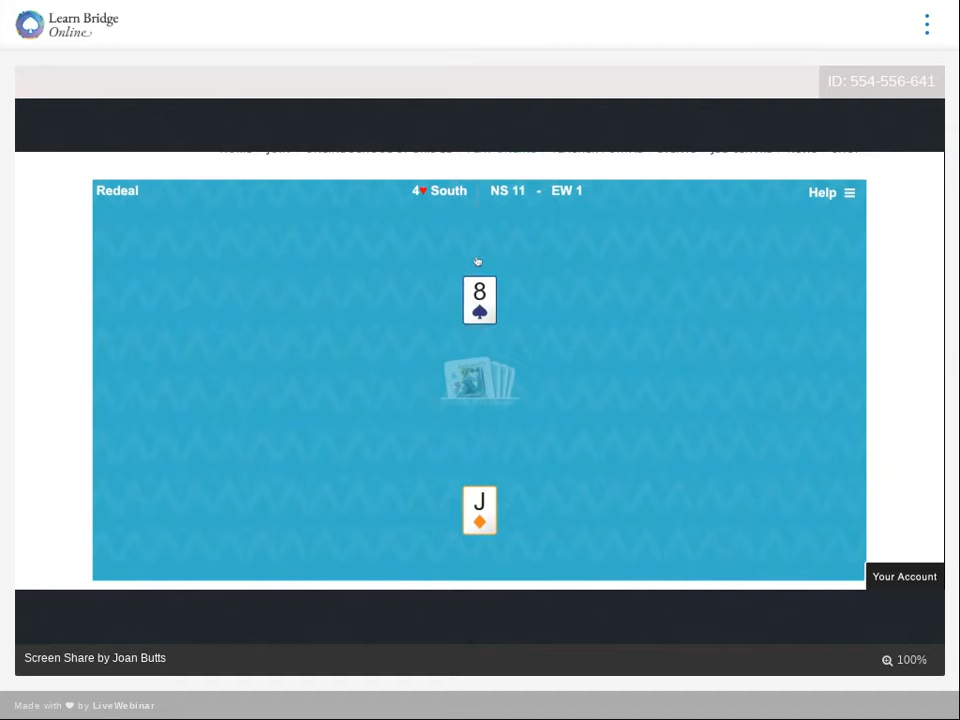 Learn Bridge
Online
ID: 554-556-641
Redeal
4♥ South NS 11 - EW 1
Help
8
J
Your Account
Screen Share by Joan Butts
100%
Made with ♥ by LiveWebinar